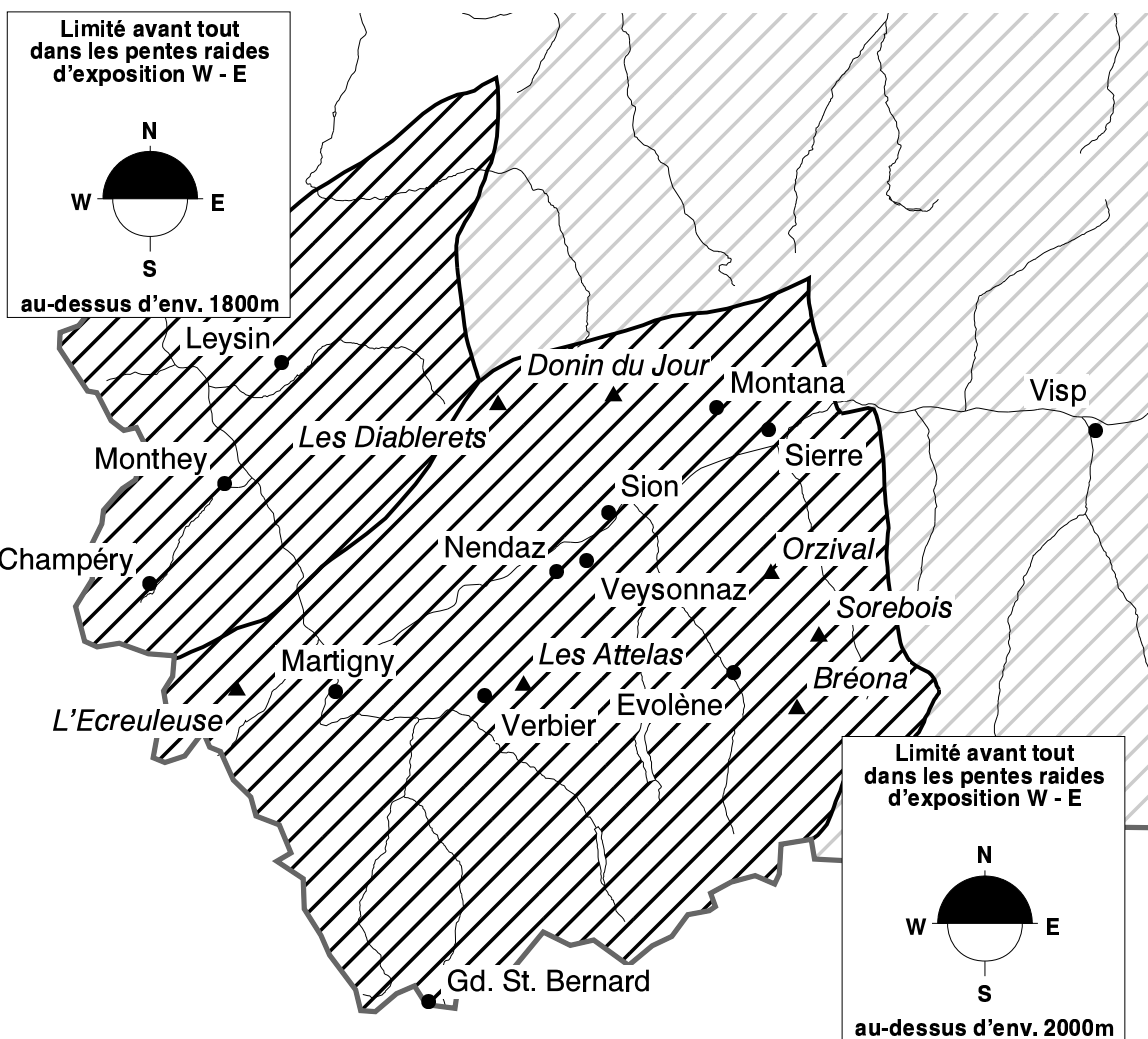 Limité avant tout
dans les pentes raides
d'exposition W - E
N
W
E
S
au-dessus d'env. 1800m
Leysin
Donin du Jour
Montana
Visp
Les Diablerets
Sierre
Monthey
Sion
Nendaz
Orzival
Champéry
Veysonnaz
Sorebois
Martigny
Les Attelas
Bréona
L'Ecreuleuse
Evolène
Verbier
Limité avant tout
dans les pentes raides
d'exposition W - E
N
W
E
S
au-dessus d'env. 2000m
Gd. St. Bernard